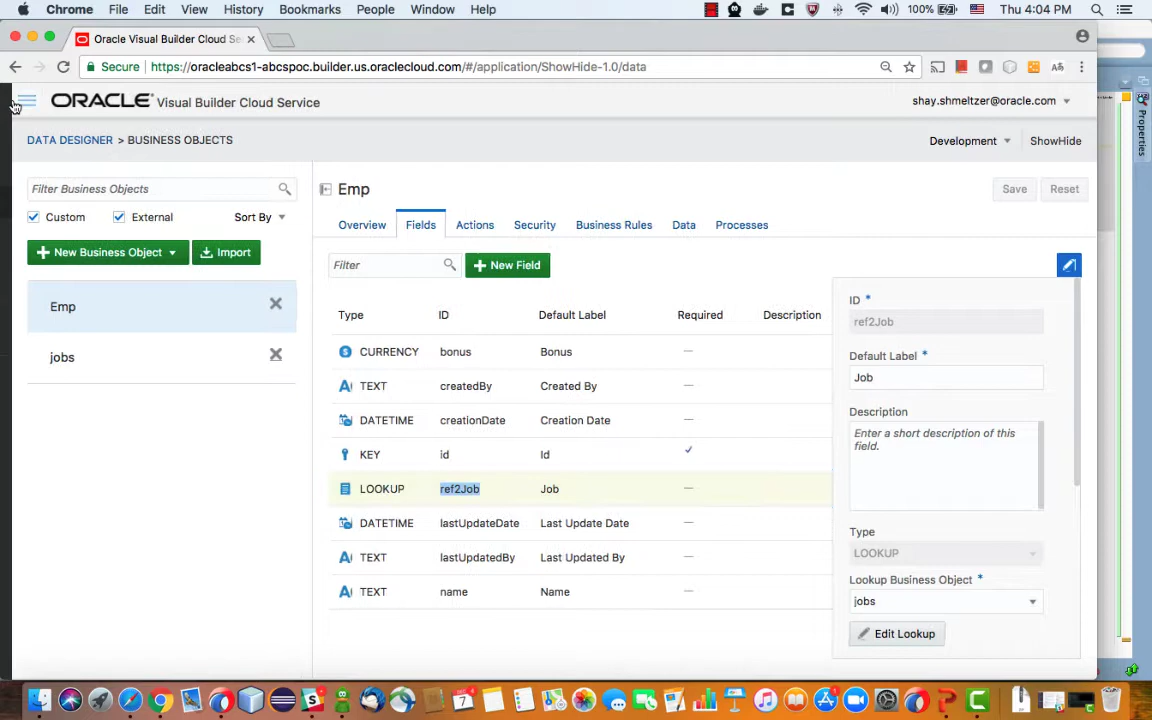 Chrome File Edit View History Bookmarks People Window Help 100% Thu 4:04 PM
Oracle Visual Builder Cloud Se
Secure https://oracleabcs1-abcspoc.builder.us.oraclecloud.com/#/application/ShowHide-1.0/data
ORACLE Visual Builder Cloud Service shay.shmeltzer@oracle.com
DATA DESIGNER > BUSINESS OBJECTS Development ShowHide
Properties
Filter Business Objects
Custom External Sort By
New Business Object Import
Emp
jobs
Emp Save Reset
Overview Fields Actions Security Business Rules Data Processes
Filter New Field
Type ID Default Label Required Description
CURRENCY bonus Bonus
TEXT createdBy Created By
DATETIME creationDate Creation Date
KEY id Id
LOOKUP ref2Job Job
DATETIME lastUpdateDate Last Update Date
TEXT lastUpdatedBy Last Updated By
TEXT name Name
ID *
ref2Job
Default Label *
Job
Description
Enter a short description of this
field.
Type
LOOKUP
Lookup Business Object *
jobs
Edit Lookup